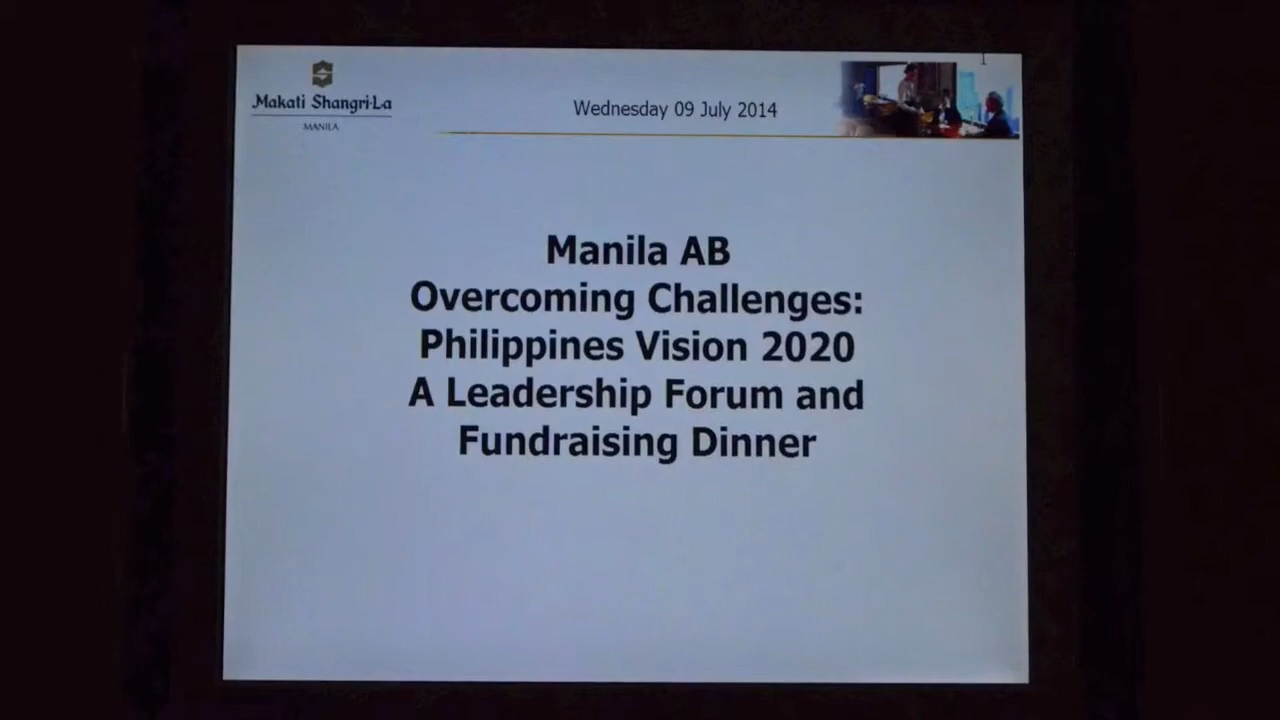 Makati Shangri-La
MANILA
Wednesday 09 July 2014
Manila AB
Overcoming Challenges:
Philippines Vision 2020
A Leadership Forum and
Fundraising Dinner